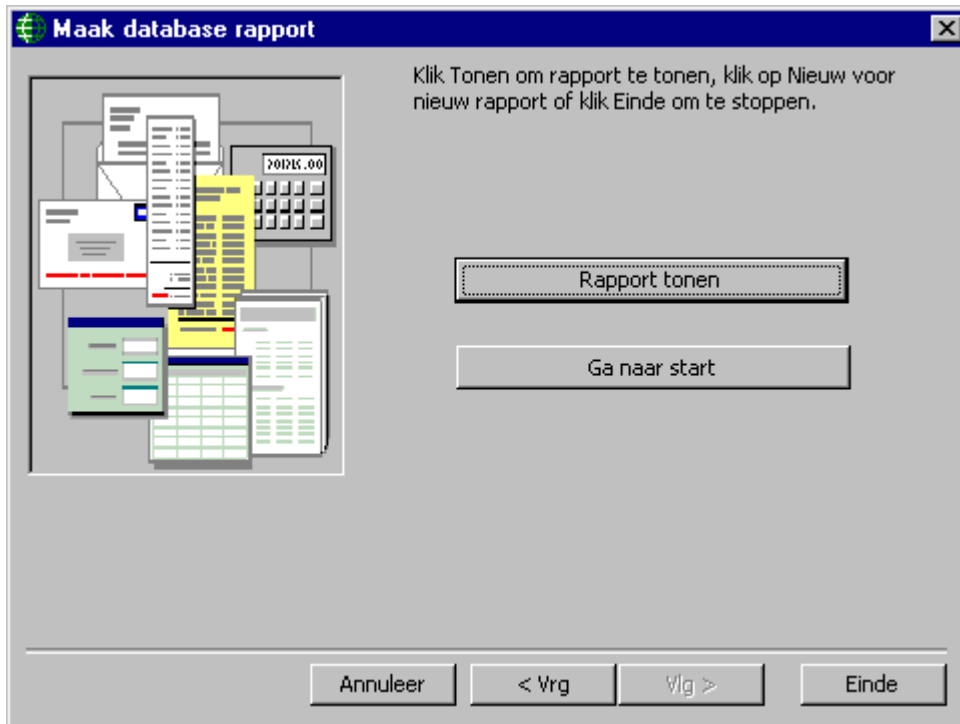 Maak database rapport
Klik Tonen om rapport te tonen, klik op Nieuw voor
nieuw rapport of klik Einde om te stoppen.
Rapport tonen
Ga naar start
Annuleer
< Vrg
Vlg >
Einde